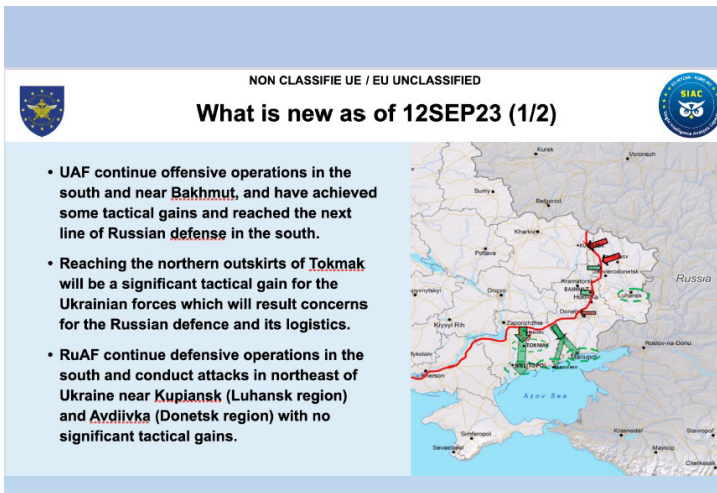 NON CLASSIFIE UE / EU UNCLASSIFIED
What is new as of 12SEP23 (1/2)
SIAC
• UAF continue offensive operations in the
south and near Bakhmut, and have achieved
some tactical gains and reached the next
line of Russian defense in the south.
• Reaching the northern outskirts of Tokmak
will be a significant tactical gain for the
Ukrainian forces which will result concerns
for the Russian defence and its logistics.
• RuAF continue defensive operations in the
south and conduct attacks in northeast of
Ukraine near Kupiansk (Luhansk region)
and Avdiivka (Donetsk region) with no
significant tactical gains.
Kursk
Voronezh
Sumy
Belgorod
Kharkiv
Poltava
Kramators
Luhansk
Russia
Dnipro
Donets
Kryvyi Rih
Zaporizhzhia
Rostov-na-Donu
TOKMAK
Mariupol
MELITOPOL
Azov Sea
Krasnodar
Simferopol
Sevastopol
Maykop